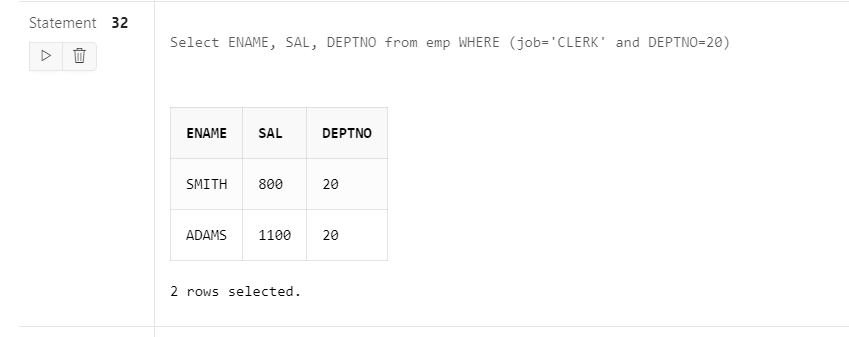 Statement 32
Select ENAME, SAL, DEPTNO from emp WHERE (job='CLERK' and DEPTNO=20)
ENAME SAL DEPTNO
SMITH 800 20
ADAMS 1100 20
2 rows selected.